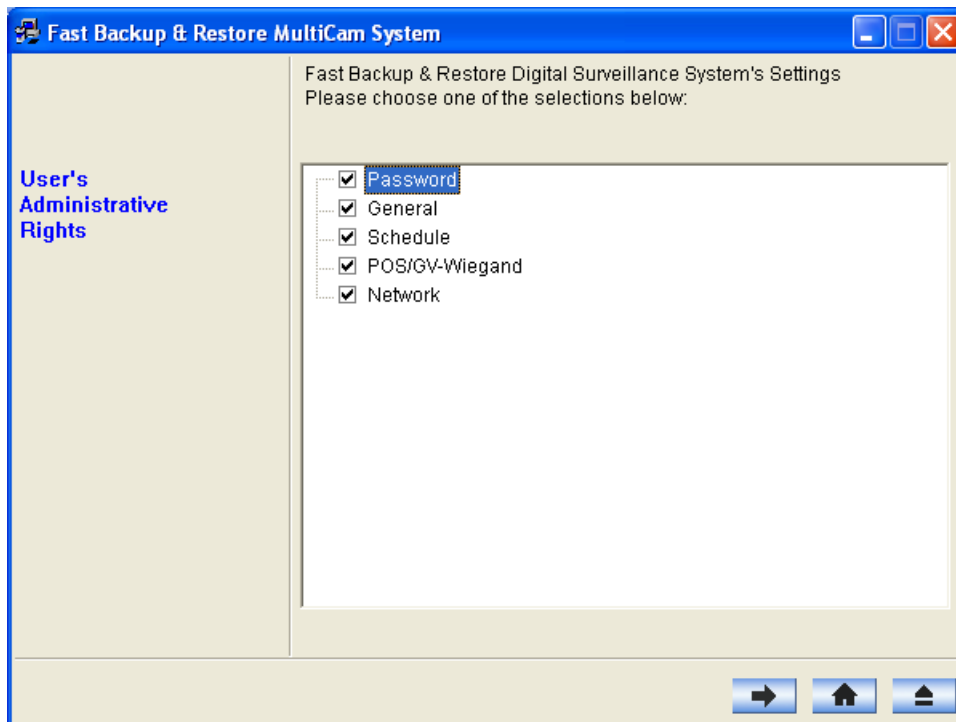 Fast Backup & Restore MultiCam System
Fast Backup & Restore Digital Surveillance System's Settings
Please choose one of the selections below:
User's
Administrative
Rights
Password
General
Schedule
POS/GV-Wiegand
Network